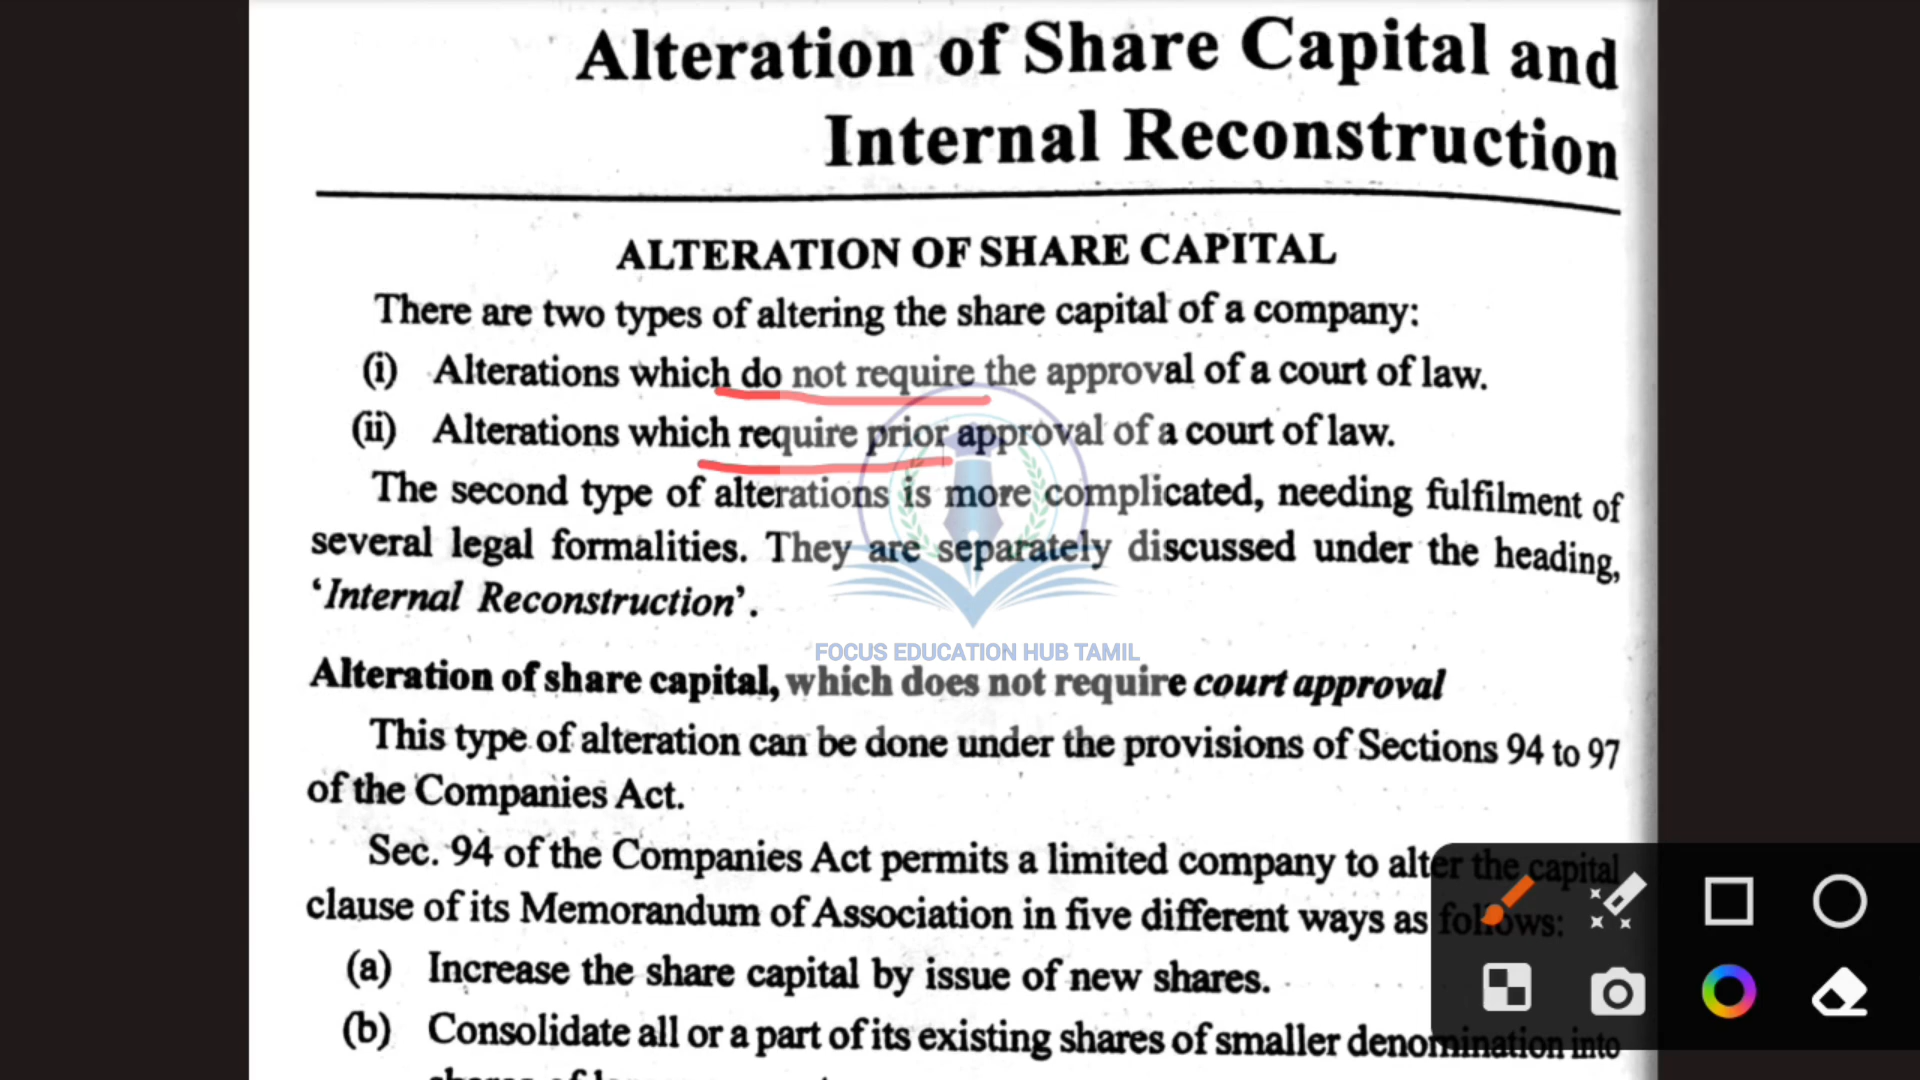 Alteration of Share Capital and
Internal Reconstruction
ALTERATION OF SHARE CAPITAL
There are two types of altering the share capital of a company:
(i) Alterations which do not require the approval of a court of law.
(ii) Alterations which require prior approval of a court of law.
The second type of alterations is more complicated, needing fulfilment of
several legal formalities. They are separately discussed under the heading,
‘Internal Reconstruction’.
FOCUS EDUCATION HUB TAMIL
Alteration of share capital, which does not require court approval
This type of alteration can be done under the provisions of Sections 94 to 97
of the Companies Act.
Sec. 94 of the Companies Act permits a limited company to alter the capital
clause of its Memorandum of Association in five different ways as follows:
(a) Increase the share capital by issue of new shares.
(b) Consolidate all or a part of its existing shares of smaller denomination into